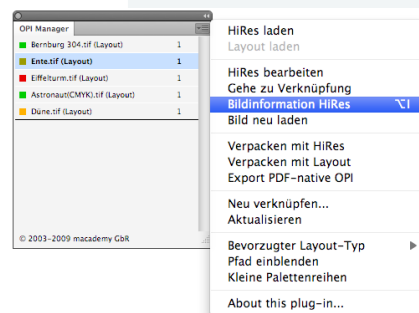 OPI Manager
Bernburg 304.tif (Layout) 1
Ente.tif (Layout) 1
Eiffelturm.tif (Layout) 1
Astronaut(CMYK).tif (Layout) 1
Düne.tif (Layout) 1
© 2003-2009 macademy GbR
HiRes laden
Layout laden
HiRes bearbeiten
Gehe zu Verknüpfung
Bildinformation HiRes ⌥I
Bild neu laden
Verpacken mit HiRes
Verpacken mit Layout
Export PDF-native OPI
Neu verknüpfen...
Aktualisieren
Bevorzugter Layout-Typ
Pfad einblenden
Kleine Palettenreihen
About this plug-in...